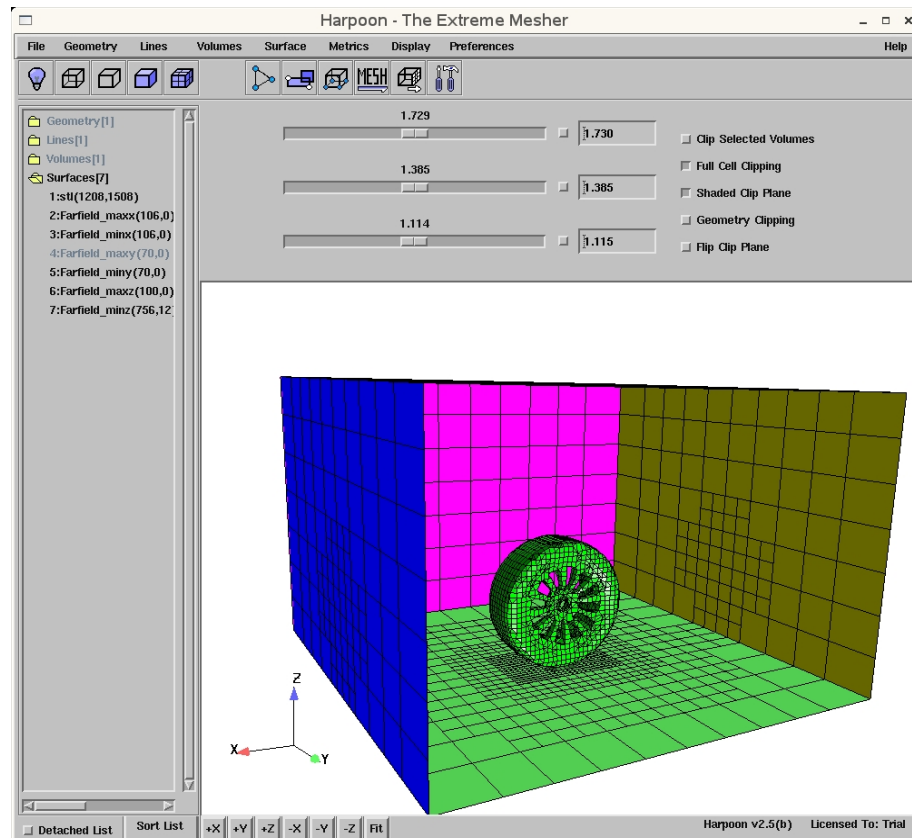 Harpoon - The Extreme Mesher
File Geometry Lines Volumes Surface Metrics Display Preferences Help
MESH
Geometry[1]
Lines[1]
Volumes[1]
Surfaces[7]
1:stl(1208,1508)
2:Farfield_maxx(106,0)
3:Farfield_minx(106,0)
4:Farfield_maxy(70,0)
5:Farfield_miny(70,0)
6:Farfield_maxz(100,0)
7:Farfield_minz(756,12
1.729
1.730
1.385
1.385
1.114
1.115
Clip Selected Volumes
Full Cell Clipping
Shaded Clip Plane
Geometry Clipping
Flip Clip Plane
Z
X
Y
Detached List Sort List +X +Y +Z -X -Y -Z Fit Harpoon v2.5(b) Licensed To: Trial